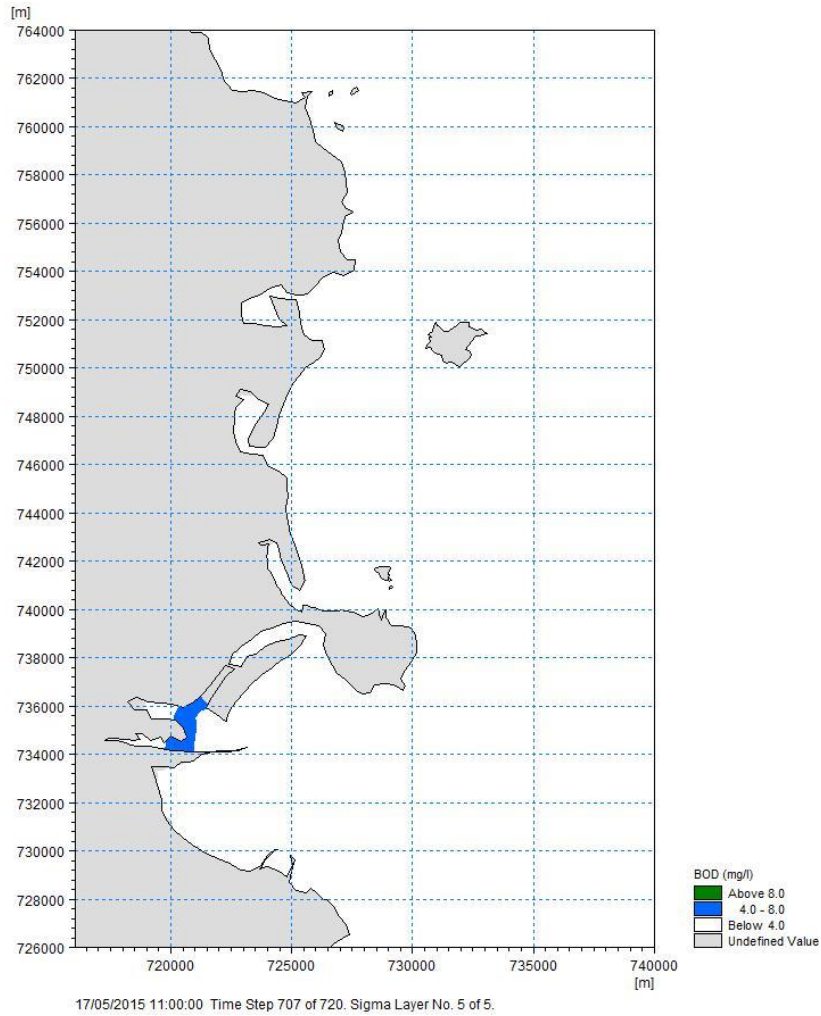 [m]
764000
762000
760000
758000
756000
754000
752000
750000
748000
746000
744000
742000
740000
738000
736000
734000
732000
730000
728000
726000
720000 725000 730000 735000 740000
[m]
BOD (mg/l)
Above 8.0
4.0 - 8.0
Below 4.0
Undefined Value
17/05/2015 11:00:00 Time Step 707 of 720. Sigma Layer No. 5 of 5.